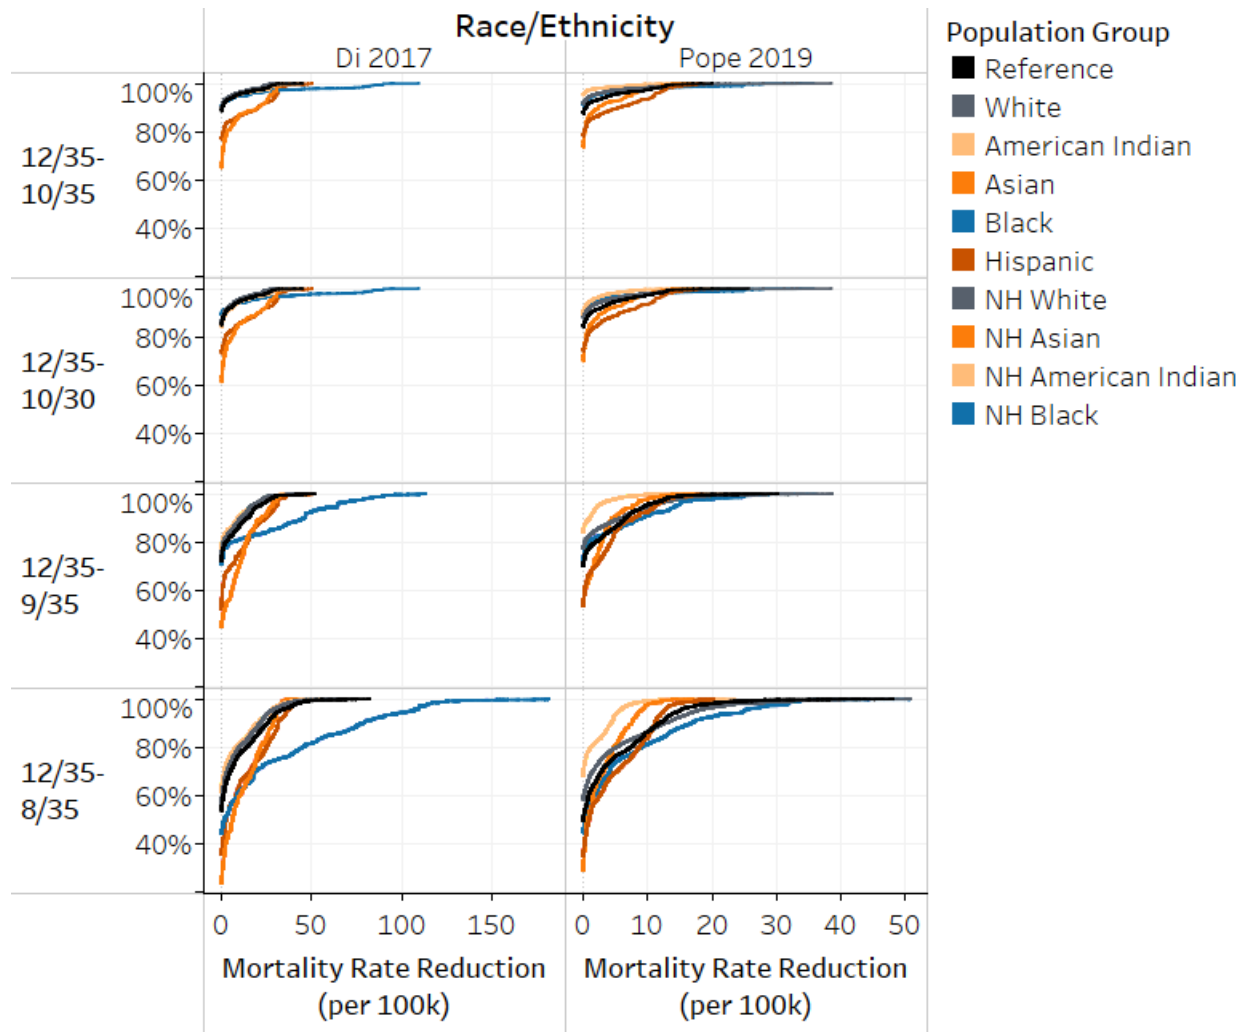 Race/Ethnicity
Di 2017
Pope 2019
12/35-
10/35
100%
80%
60%
40%
12/35-
10/30
100%
80%
60%
40%
12/35-
9/35
100%
80%
60%
40%
12/35-
8/35
100%
80%
60%
40%
0 50 100 150
0 10 20 30 40 50
Mortality Rate Reduction
(per 100k)
Mortality Rate Reduction
(per 100k)
Population Group
Reference
White
American Indian
Asian
Black
Hispanic
NH White
NH Asian
NH American Indian
NH Black